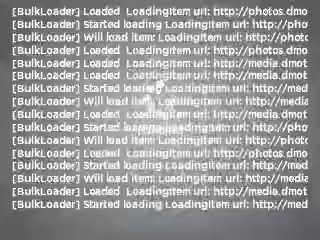 [BulkLoader] Loaded LoadingItem url: http://photos.dmot
[BulkLoader] Started loading LoadingItem url: http://pho
[BulkLoader] Will load item: LoadingItem url: http://photo
[BulkLoader] Loaded LoadingItem url: http://photos.dmot
[BulkLoader] Loaded LoadingItem url: http://media.dmot
[BulkLoader] Loaded LoadingItem url: http://media.dmot
[BulkLoader] Started loading LoadingItem url: http://med
[BulkLoader] Will load item: LoadingItem url: http://media
[BulkLoader] Loaded LoadingItem url: http://photos.dmot
[BulkLoader] Started loading LoadingItem url: http://pho
[BulkLoader] Will load item: LoadingItem url: http://photo
[BulkLoader] Loaded LoadingItem url: http://photos.dmot
[BulkLoader] Started loading LoadingItem url: http://med
[BulkLoader] Will load item: LoadingItem url: http://media
[BulkLoader] Loaded LoadingItem url: http://media.dmot
[BulkLoader] Started loading LoadingItem url: http://med